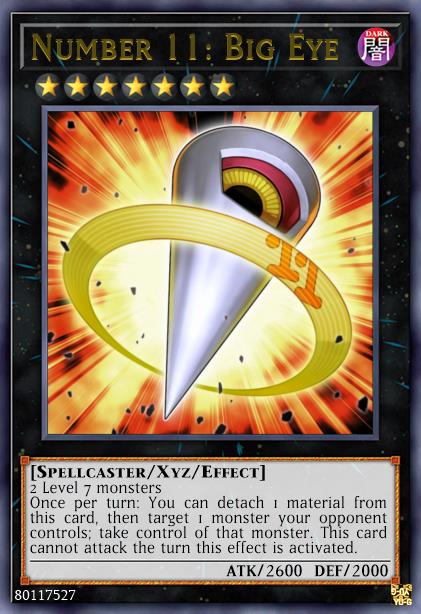 Number 11: Big Eye
DARK
闇
11
[Spellcaster/Xyz/Effect]
2 Level 7 monsters
Once per turn: You can detach 1 material from
this card, then target 1 monster your opponent
controls; take control of that monster. This card
cannot attack the turn this effect is activated.
ATK/2600 DEF/2000
80117527